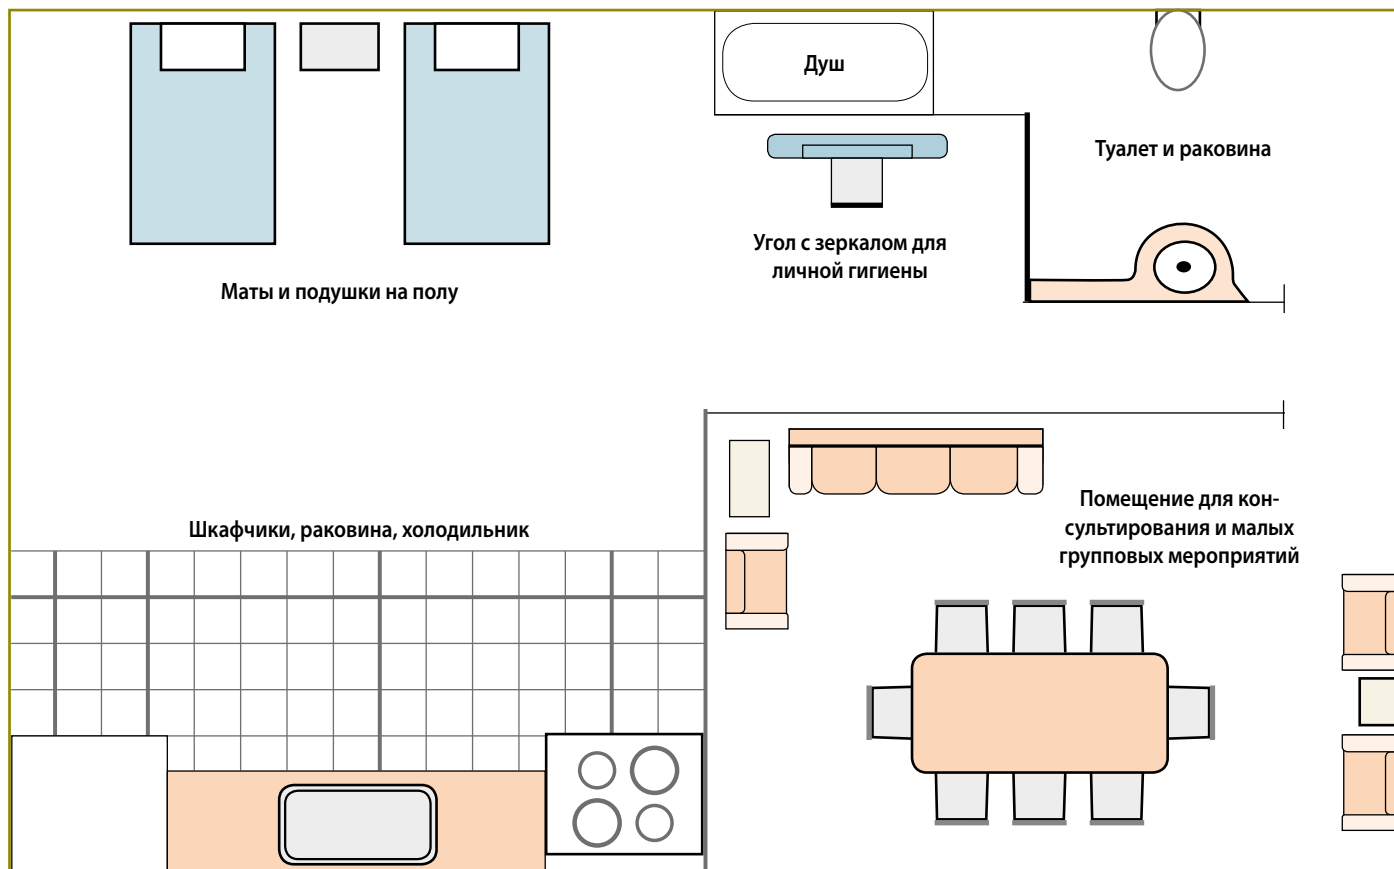 Душ
Туалет и раковина
Угол с зеркалом для
личной гигиены
Маты и подушки на полу
Помещение для кон-
сультирования и малых
групповых мероприятий
Шкафчики, раковина, холодильник